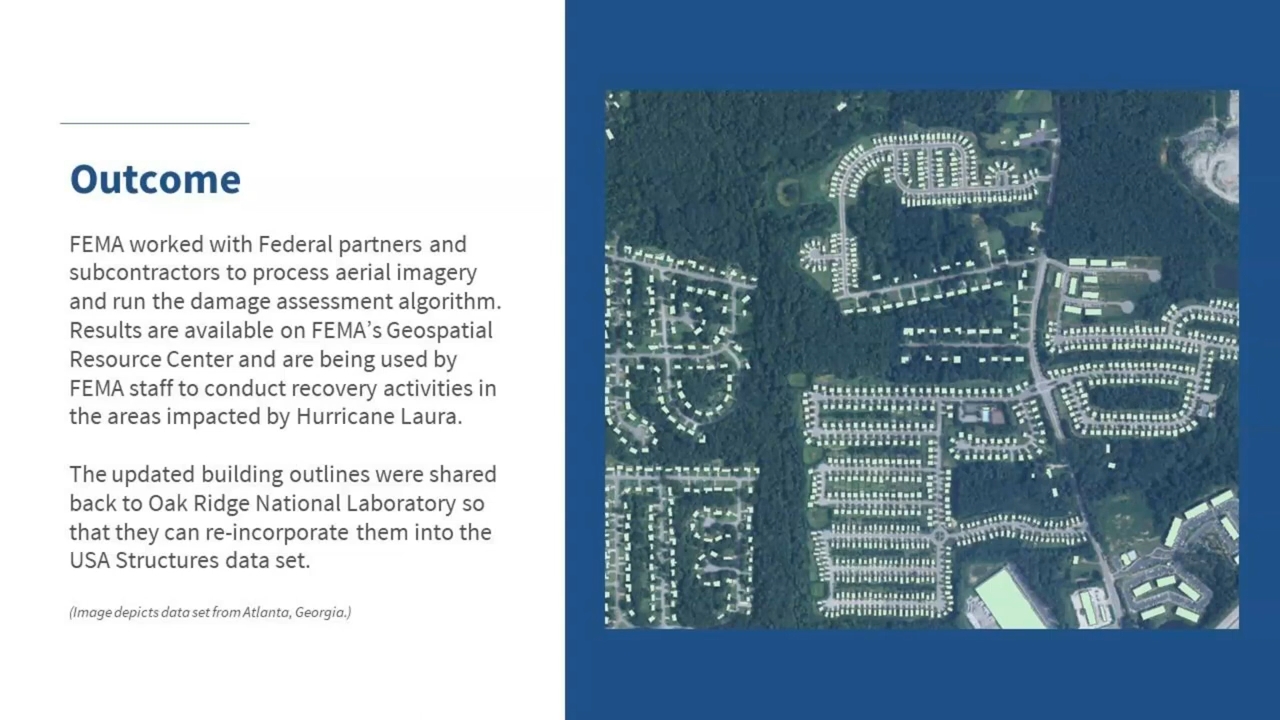 Outcome
FEMA worked with Federal partners and
subcontractors to process aerial imagery
and run the damage assessment algorithm.
Results are available on FEMA’s Geospatial
Resource Center and are being used by
FEMA staff to conduct recovery activities in
the areas impacted by Hurricane Laura.
The updated building outlines were shared
back to Oak Ridge National Laboratory so
that they can re-incorporate them into the
USA Structures data set.
(Image depicts data set from Atlanta, Georgia.)